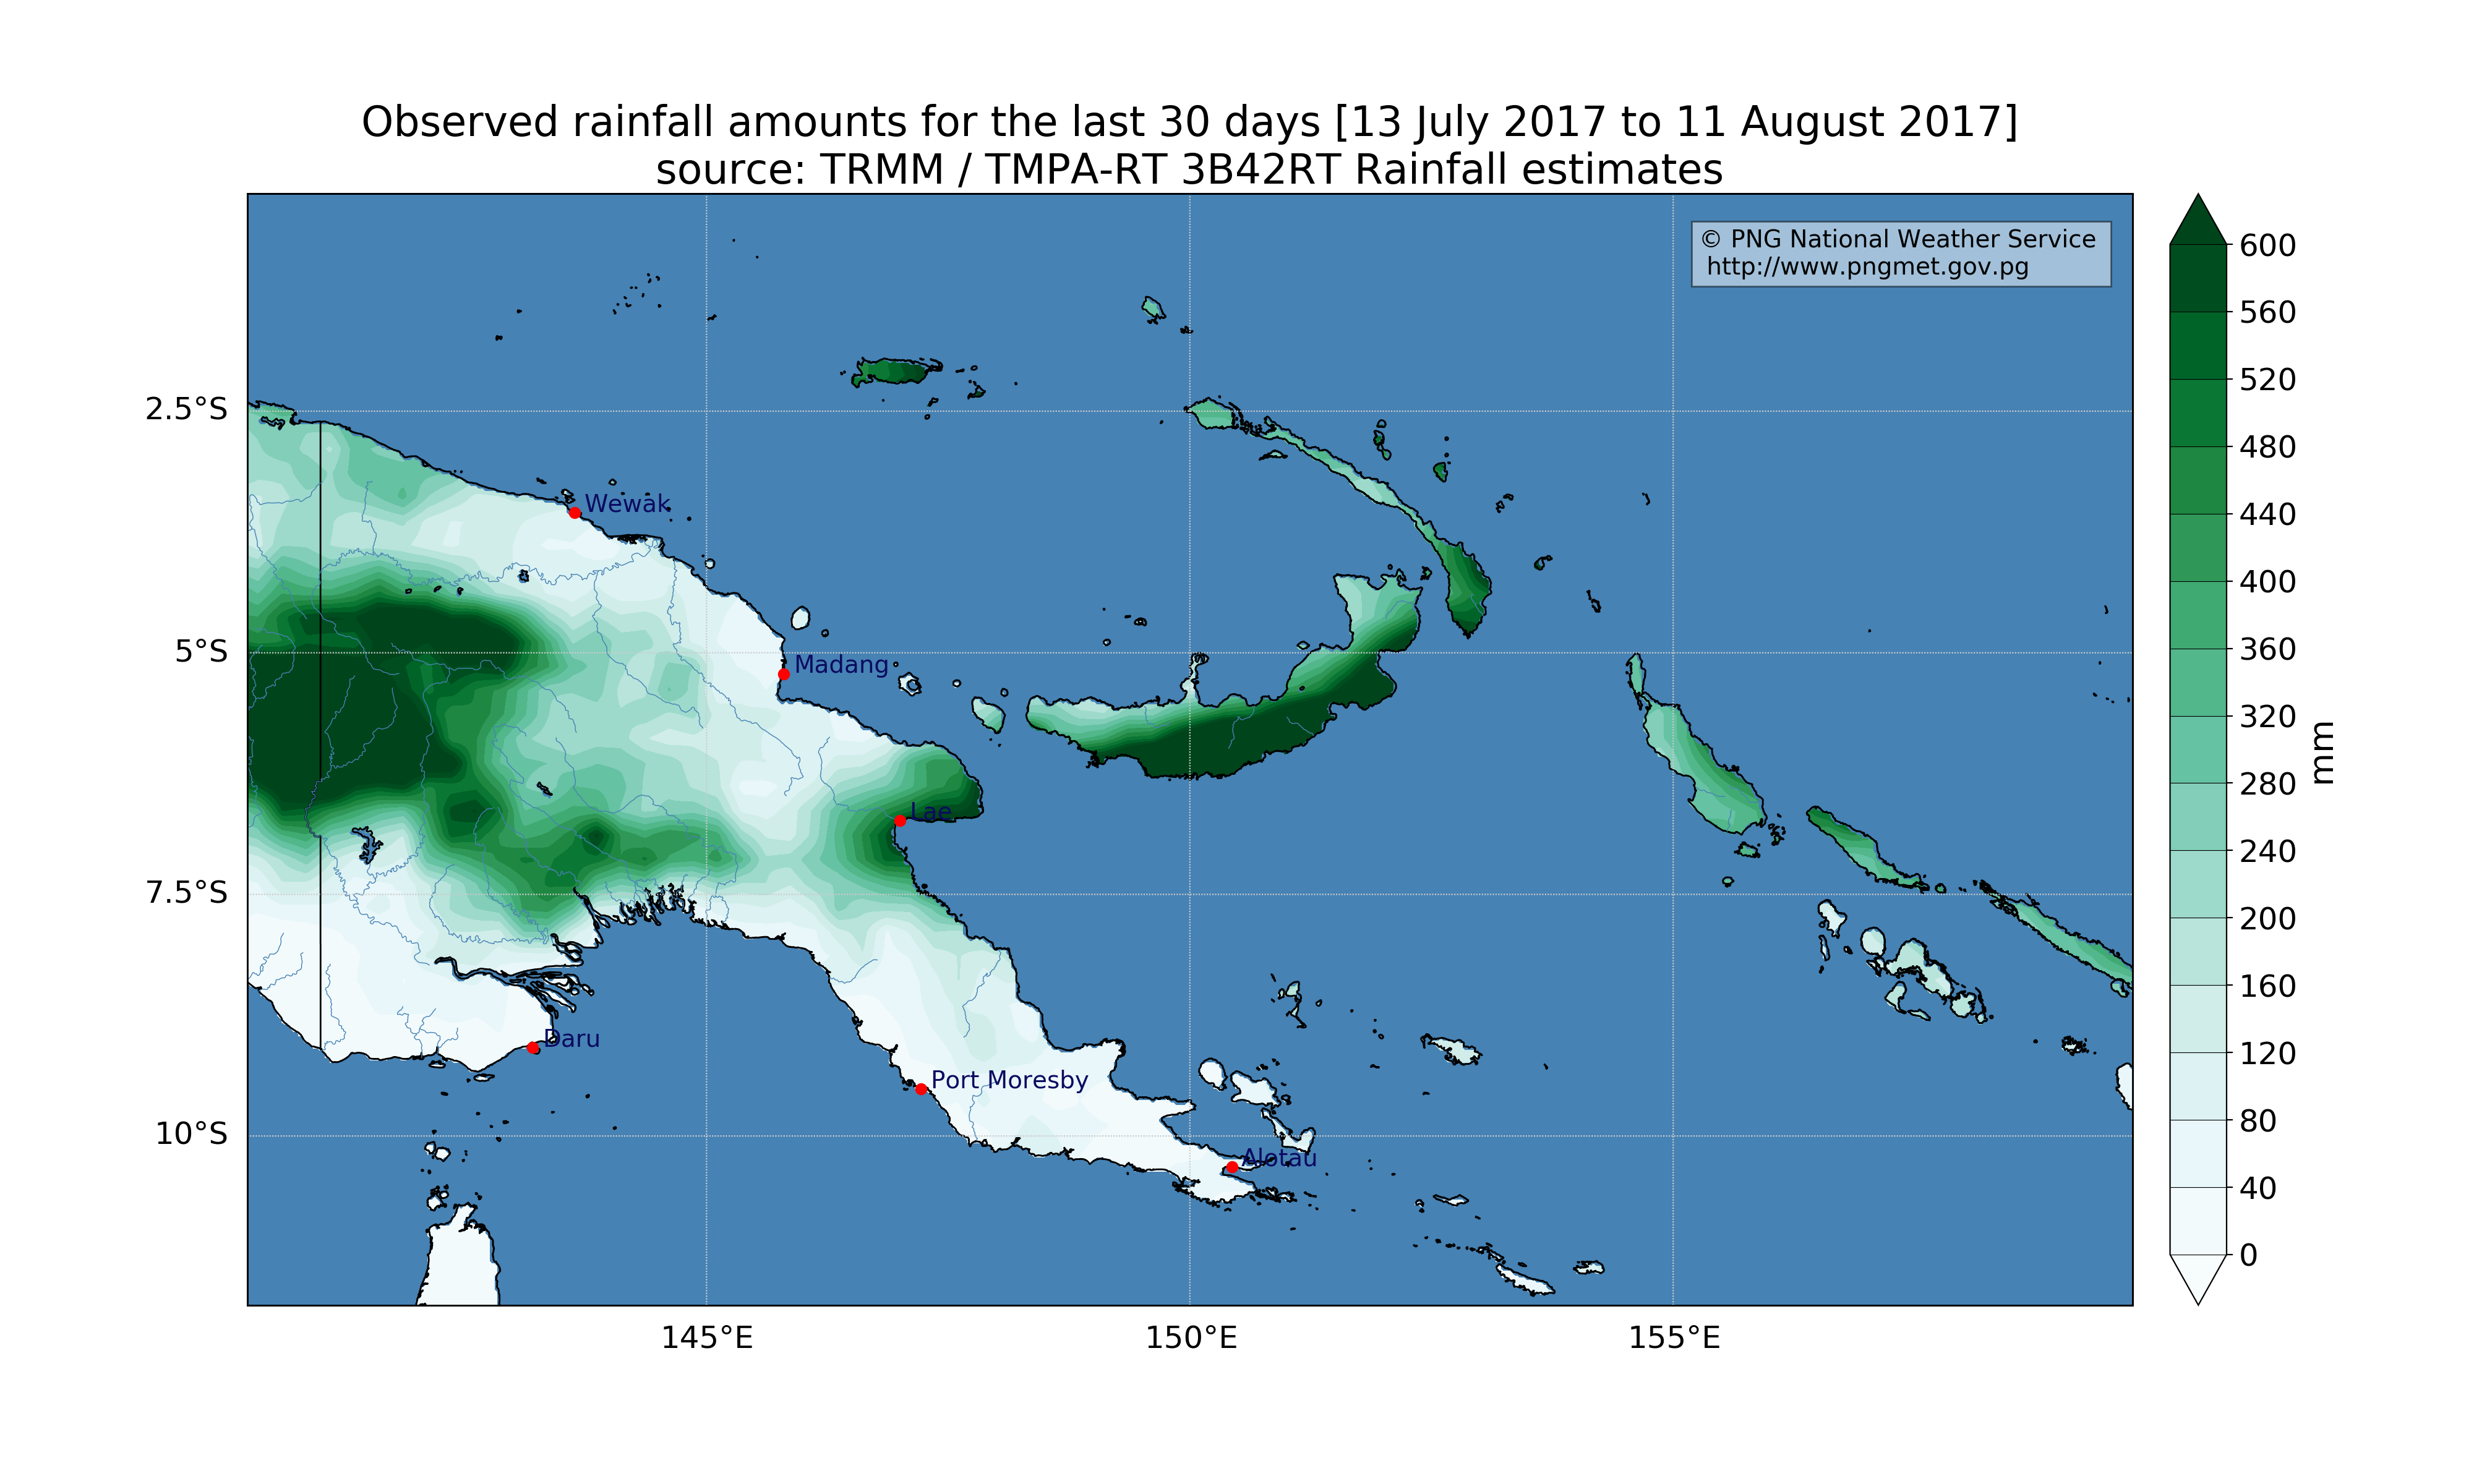 Observed rainfall amounts for the last 30 days [13 July 2017 to 11 August 2017]
source: TRMM / TMPA-RT 3B42RT Rainfall estimates
© PNG National Weather Service
http://www.pngmet.gov.pg
600
560
520
480
440
400
360
320
280
240
200
160
120
80
40
0
mm
2.5°S
5°S
7.5°S
10°S
Wewak
Madang
Lae
Daru
Port Moresby
Alotau
145°E
150°E
155°E